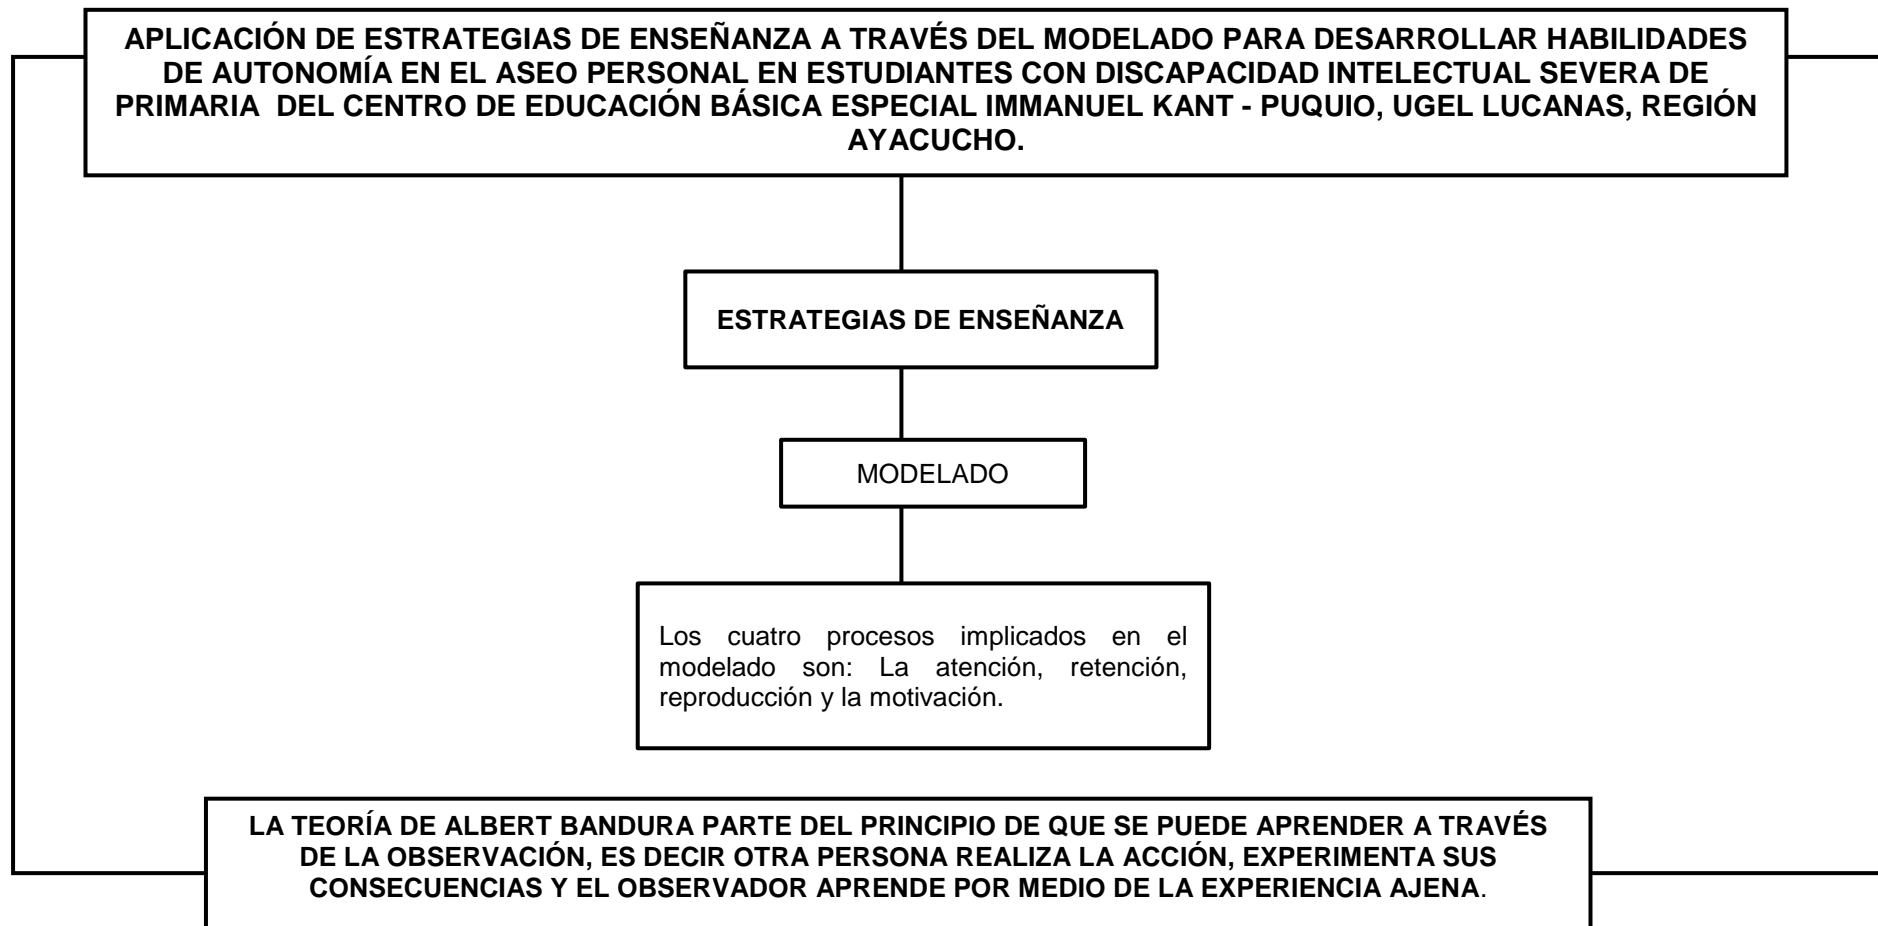 APLICACIÓN DE ESTRATEGIAS DE ENSEÑANZA A TRAVÉS DEL MODELADO PARA DESARROLLAR HABILIDADES
DE AUTONOMÍA EN EL ASEO PERSONAL EN ESTUDIANTES CON DISCAPACIDAD INTELECTUAL SEVERA DE
PRIMARIA DEL CENTRO DE EDUCACIÓN BÁSICA ESPECIAL IMMANUEL KANT - PUQUIO, UGEL LUCANAS, REGIÓN
AYACUCHO.
ESTRATEGIAS DE ENSEÑANZA
MODELADO
Los cuatro procesos implicados en el
modelado son: La atención, retención,
reproducción y la motivación.
LA TEORÍA DE ALBERT BANDURA PARTE DEL PRINCIPIO DE QUE SE PUEDE APRENDER A TRAVÉS
DE LA OBSERVACIÓN, ES DECIR OTRA PERSONA REALIZA LA ACCIÓN, EXPERIMENTA SUS
CONSECUENCIAS Y EL OBSERVADOR APRENDE POR MEDIO DE LA EXPERIENCIA AJENA.